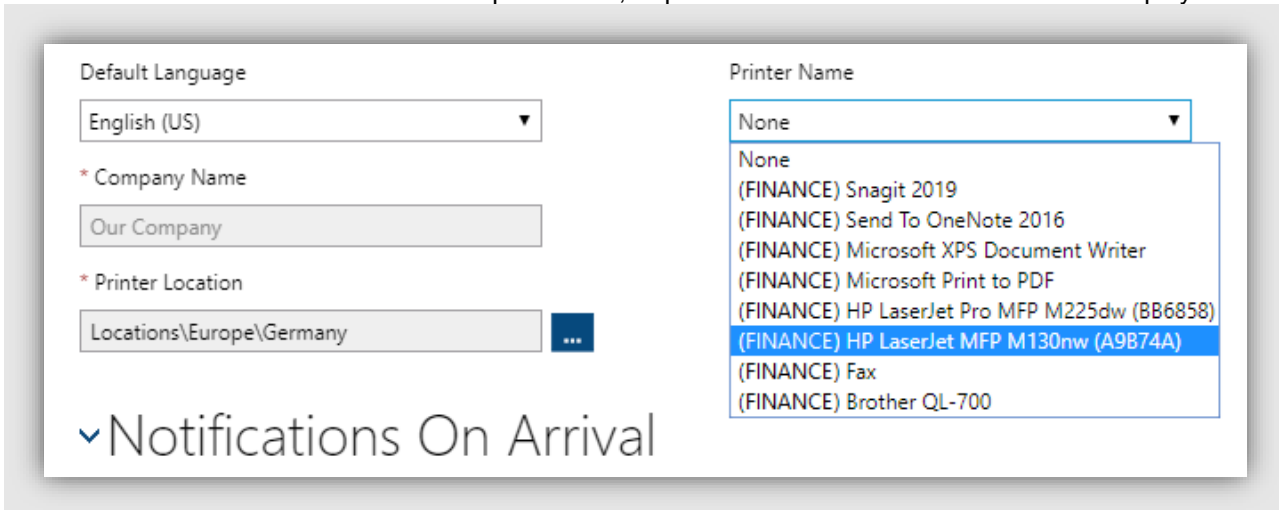 Default Language
English (US)
* Company Name
Our Company
* Printer Location
Locations\Europe\Germany
...
Printer Name
None
None
(FINANCE) Snagit 2019
(FINANCE) Send To OneNote 2016
(FINANCE) Microsoft XPS Document Writer
(FINANCE) Microsoft Print to PDF
(FINANCE) HP LaserJet Pro MFP M225dw (BB6858)
(FINANCE) HP LaserJet MFP M130nw (A9B74A)
(FINANCE) Fax
(FINANCE) Brother QL-700
Notifications On Arrival